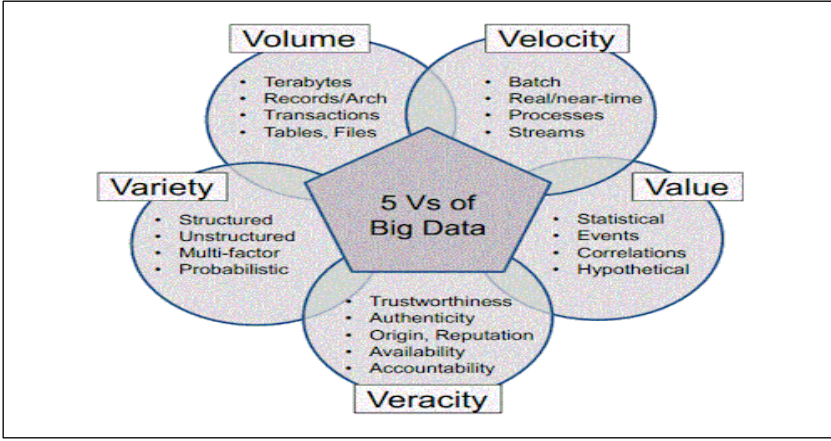 Volume
• Terabytes
• Records/Arch
• Transactions
• Tables, Files
Velocity
• Batch
• Real/near-time
• Processes
• Streams
Variety
• Structured
• Unstructured
• Multi-factor
• Probabilistic
5 Vs of
Big Data
Value
• Statistical
• Events
• Correlations
• Hypothetical
• Trustworthiness
• Authenticity
• Origin, Reputation
• Availability
• Accountability
Veracity